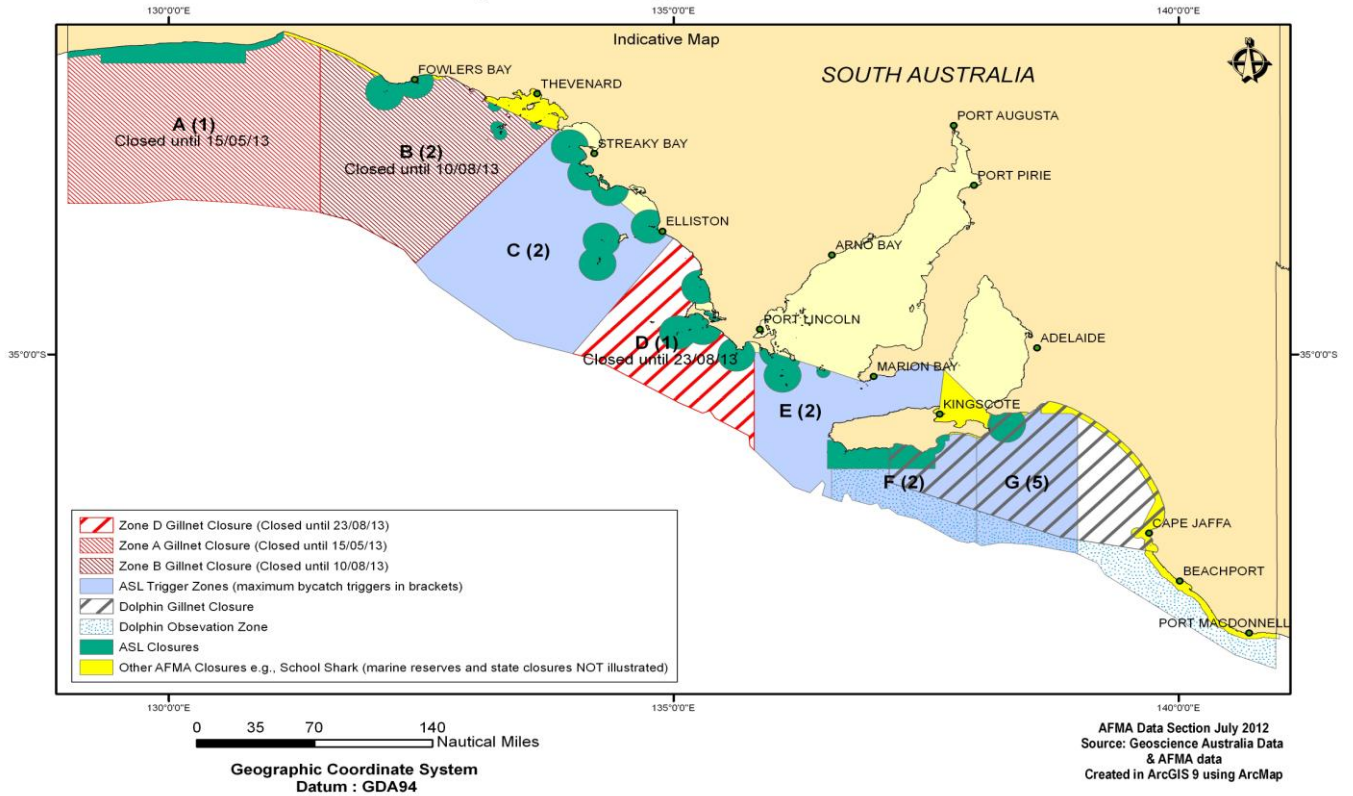 130°0'0"E
135°0'0"E
140°0'0"E
Indicative Map
SOUTH AUSTRALIA
FOWLERS BAY
THEVENARD
PORT AUGUSTA
A (1)
Closed until 15/05/13
B (2)
Closed until 10/08/13
STREAKY BAY
PORT PIRIE
ELLISTON
C (2)
ARNO BAY
PORT LINCOLN
ADELAIDE
35°0'0"S
D (1)
Closed until 23/08/13
35°0'0"S
MARION BAY
E (2)
KINGSCOTE
F (2)
G (5)
CAPE JAFFA
BEACHPORT
PORT MACDONNELL
Zone D Gillnet Closure (Closed until 23/08/13)
Zone A Gillnet Closure (Closed until 15/05/13)
Zone B Gillnet Closure (Closed until 10/08/13)
ASL Trigger Zones (maximum bycatch triggers in brackets)
Dolphin Gillnet Closure
Dolphin Obsevation Zone
ASL Closures
Other AFMA Closures e.g., School Shark (marine reserves and state closures NOT illustrated)
130°0'0"E
135°0'0"E
140°0'0"E
0 35 70 140
Nautical Miles
Geographic Coordinate System
Datum : GDA94
AFMA Data Section July 2012
Source: Geoscience Australia Data
& AFMA data
Created in ArcGIS 9 using ArcMap